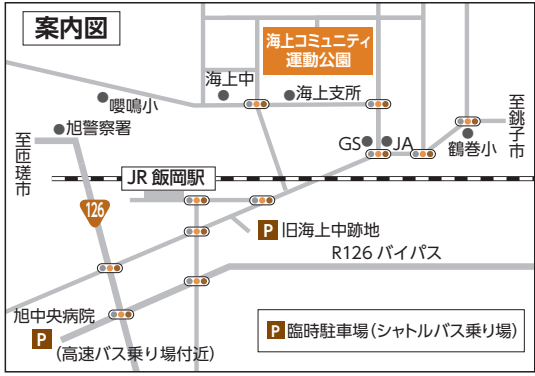 案内図
海上コミュニティ
運動公園
海上中
海上支所
嚶鳴小
旭警察署
至匝瑳市
至銚子市
GS
JA
鶴巻小
JR 飯岡駅
126
P 旧海上中跡地
R126 バイパス
旭中央病院
P
(高速バス乗り場付近)
P 臨時駐車場(シャトルバス乗り場)